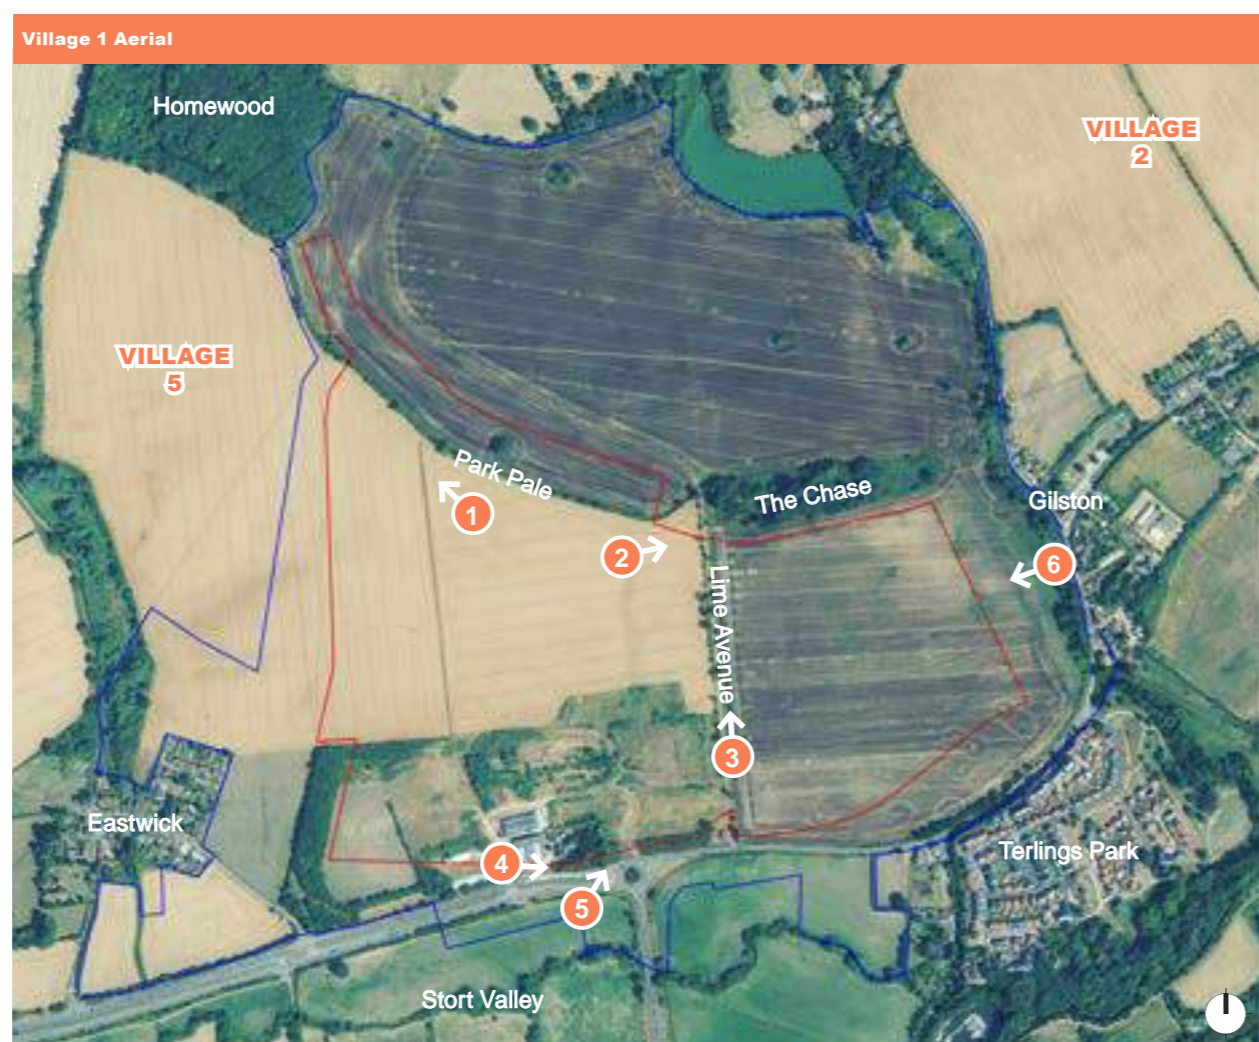 Village 1 Aerial
Homewood
VILLAGE
2
VILLAGE
5
Park Pale
1
The Chase
Gilston
2
6
Lime Avenue
3
Eastwick
Terlings Park
4
5
Stort Valley